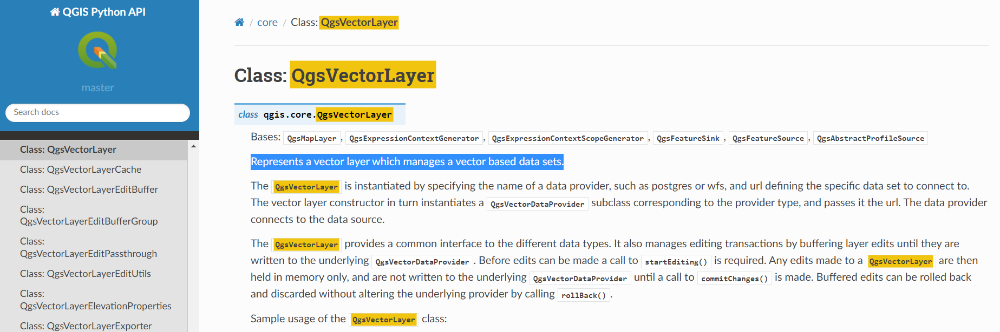 QGIS Python API
master
Search docs
Class: QgsVectorLayer
Class: QgsVectorLayerCache
Class: QgsVectorLayerEditBuffer
Class:
QgsVectorLayerEditBufferGroup
Class:
QgsVectorLayerEditPassthrough
Class: QgsVectorLayerEditUtils
Class:
QgsVectorLayerElevationProperties
Class: QgsVectorLayerExporter
/ core / Class: QgsVectorLayer
Class: QgsVectorLayer
class qgis.core.QgsVectorLayer
Bases: QgsMapLayer, QgsExpressionContextGenerator, QgsExpressionContextScopeGenerator, QgsFeatureSink, QgsFeatureSource, QgsAbstractProfileSource
Represents a vector layer which manages a vector based data sets.
The QgsVectorLayer is instantiated by specifying the name of a data provider, such as postgres or wfs, and url defining the specific data set to connect to.
The vector layer constructor in turn instantiates a QgsVectorDataProvider subclass corresponding to the provider type, and passes it the url. The data provider
connects to the data source.
The QgsVectorLayer provides a common interface to the different data types. It also manages editing transactions by buffering layer edits until they are
written to the underlying QgsVectorDataProvider. Before edits can be made a call to startEditing() is required. Any edits made to a QgsVectorLayer are then
held in memory only, and are not written to the underlying QgsVectorDataProvider until a call to commitChanges() is made. Buffered edits can be rolled back
and discarded without altering the underlying provider by calling rollBack().
Sample usage of the QgsVectorLayer class: